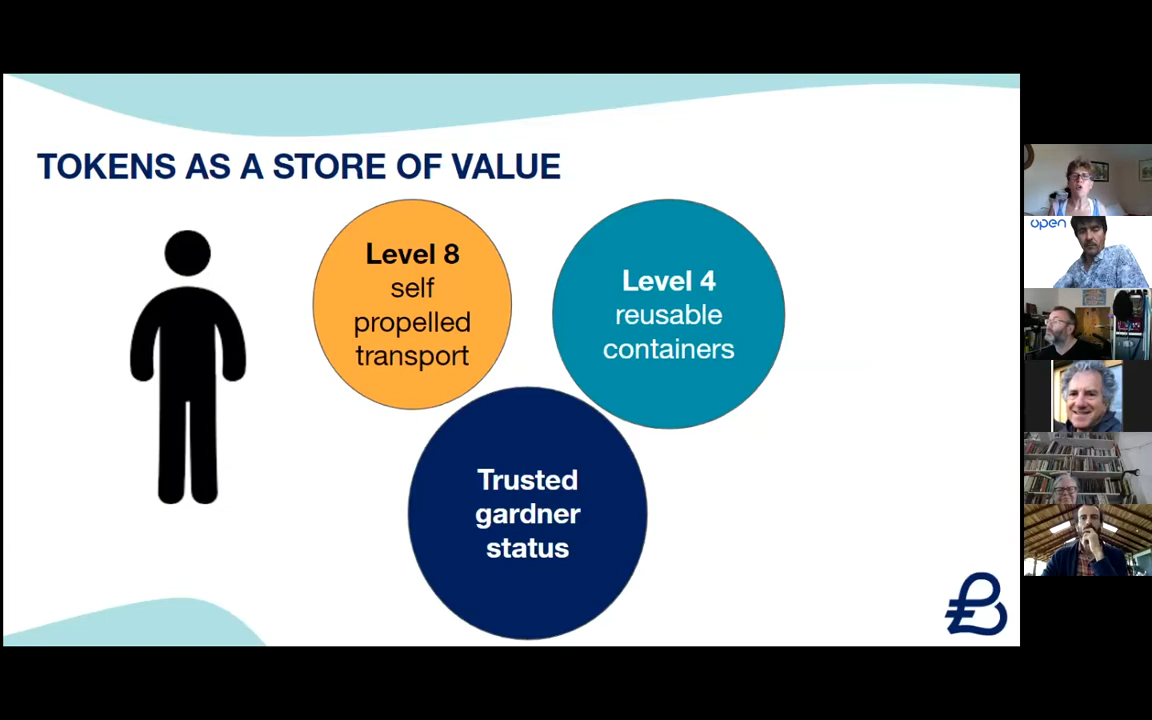 TOKENS AS A STORE OF VALUE
Level 8
self
propelled
transport
Level 4
reusable
containers
Trusted
gardner
status
open